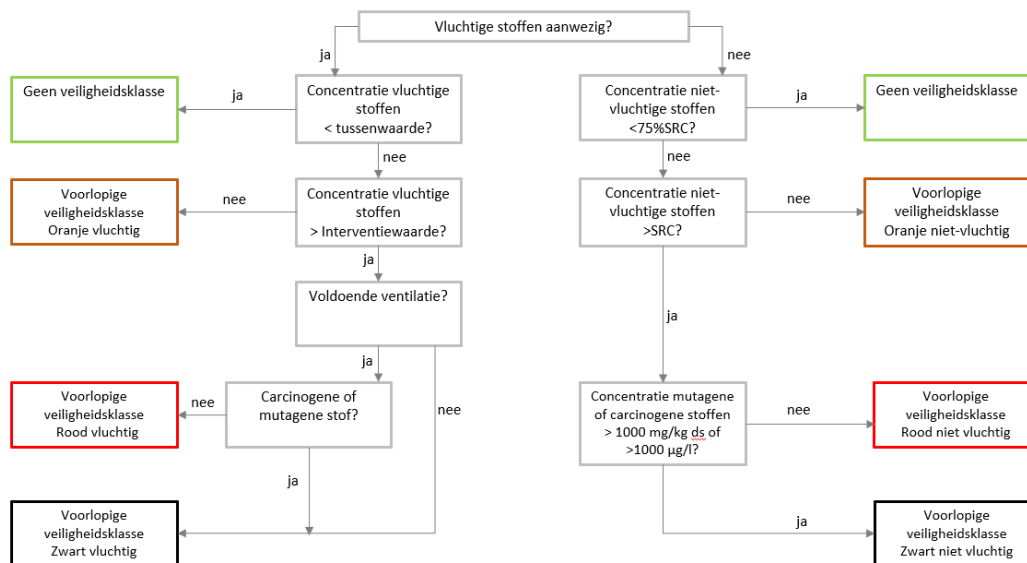 Vluchtige stoffen aanwezig?
ja
nee
Geen veiligheidsklasse
ja
Concentratie vluchtige
stoffen
< tussenwaarde?
Concentratie niet-
vluchtige stoffen
<75%SRC?
ja
Geen veiligheidsklasse
nee
nee
Voorlopige
veiligheidsklasse
Oranje vluchtig
nee
Concentratie vluchtige
stoffen
> Interventiewaarde?
Concentratie niet-
vluchtige stoffen
>SRC?
nee
Voorlopige
veiligheidsklasse
Oranje niet-vluchtig
ja
Voldoende ventilatie?
ja
ja
nee
Voorlopige
veiligheidsklasse
Rood vluchtig
nee
Carcinogene of
mutagene stof?
Concentratie mutagene
of carcinogene stoffen
> 1000 mg/kg ds of
>1000 µg/l?
nee
Voorlopige
veiligheidsklasse
Rood niet vluchtig
ja
Voorlopige
veiligheidsklasse
Zwart vluchtig
ja
Voorlopige
veiligheidsklasse
Zwart niet vluchtig